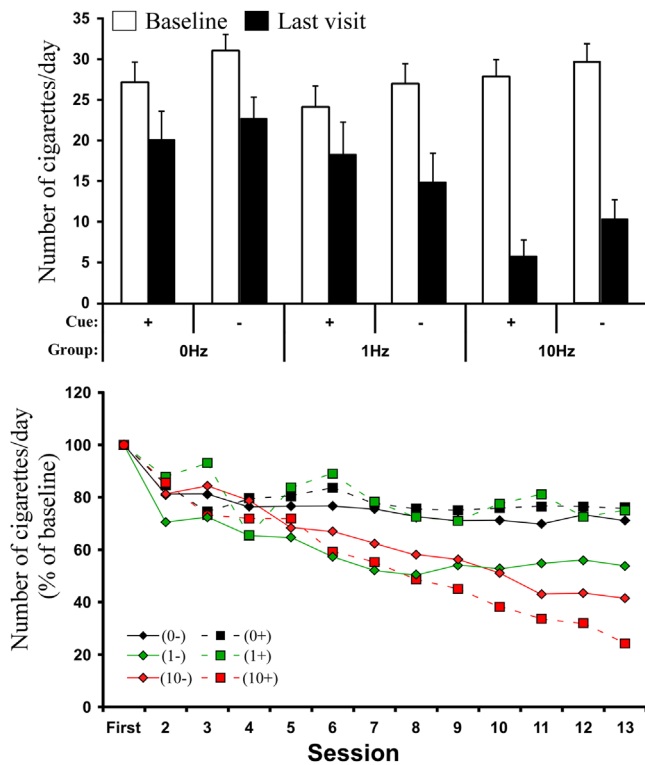 Baseline Last visit
Number of cigarettes/day
35
30
25
20
15
10
5
0
Cue: + - + - + -
Group: 0Hz 1Hz 10Hz
Number of cigarettes/day
(% of baseline)
120
100
80
60
40
20
0
(0-) (0+)
(1-) (1+)
(10-) (10+)
First 2 3 4 5 6 7 8 9 10 11 12 13
Session